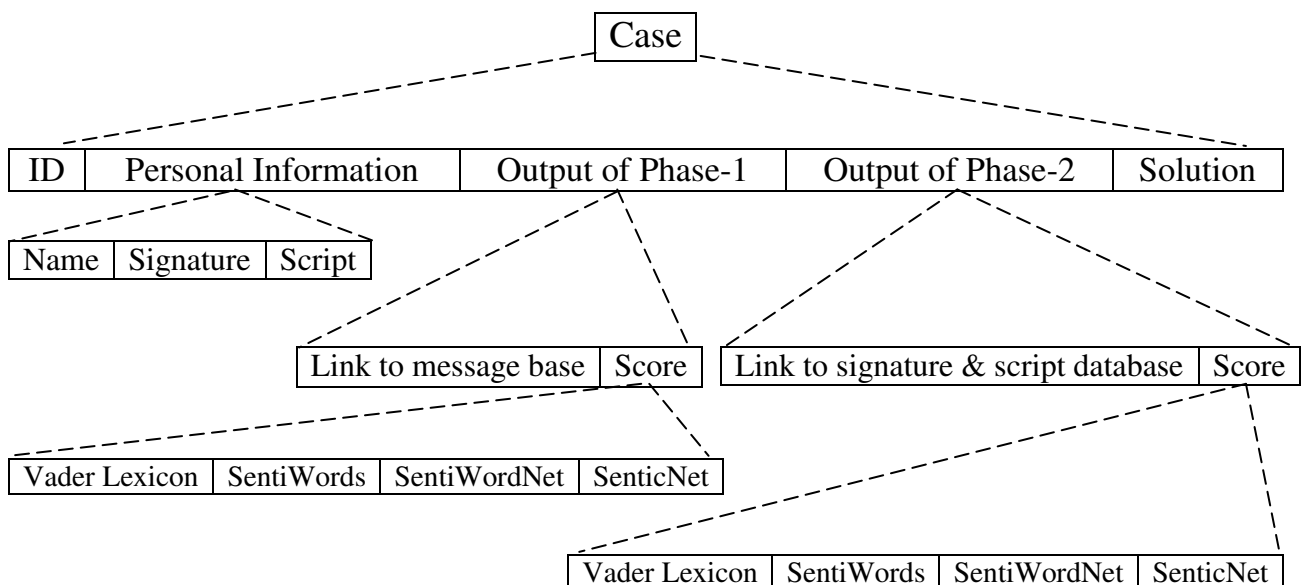 Case
ID Personal Information Output of Phase-1 Output of Phase-2 Solution
Name Signature Script
Link to message base Score Link to signature & script database Score
Vader Lexicon SentiWords SentiWordNet SenticNet
Vader Lexicon SentiWords SentiWordNet SenticNet